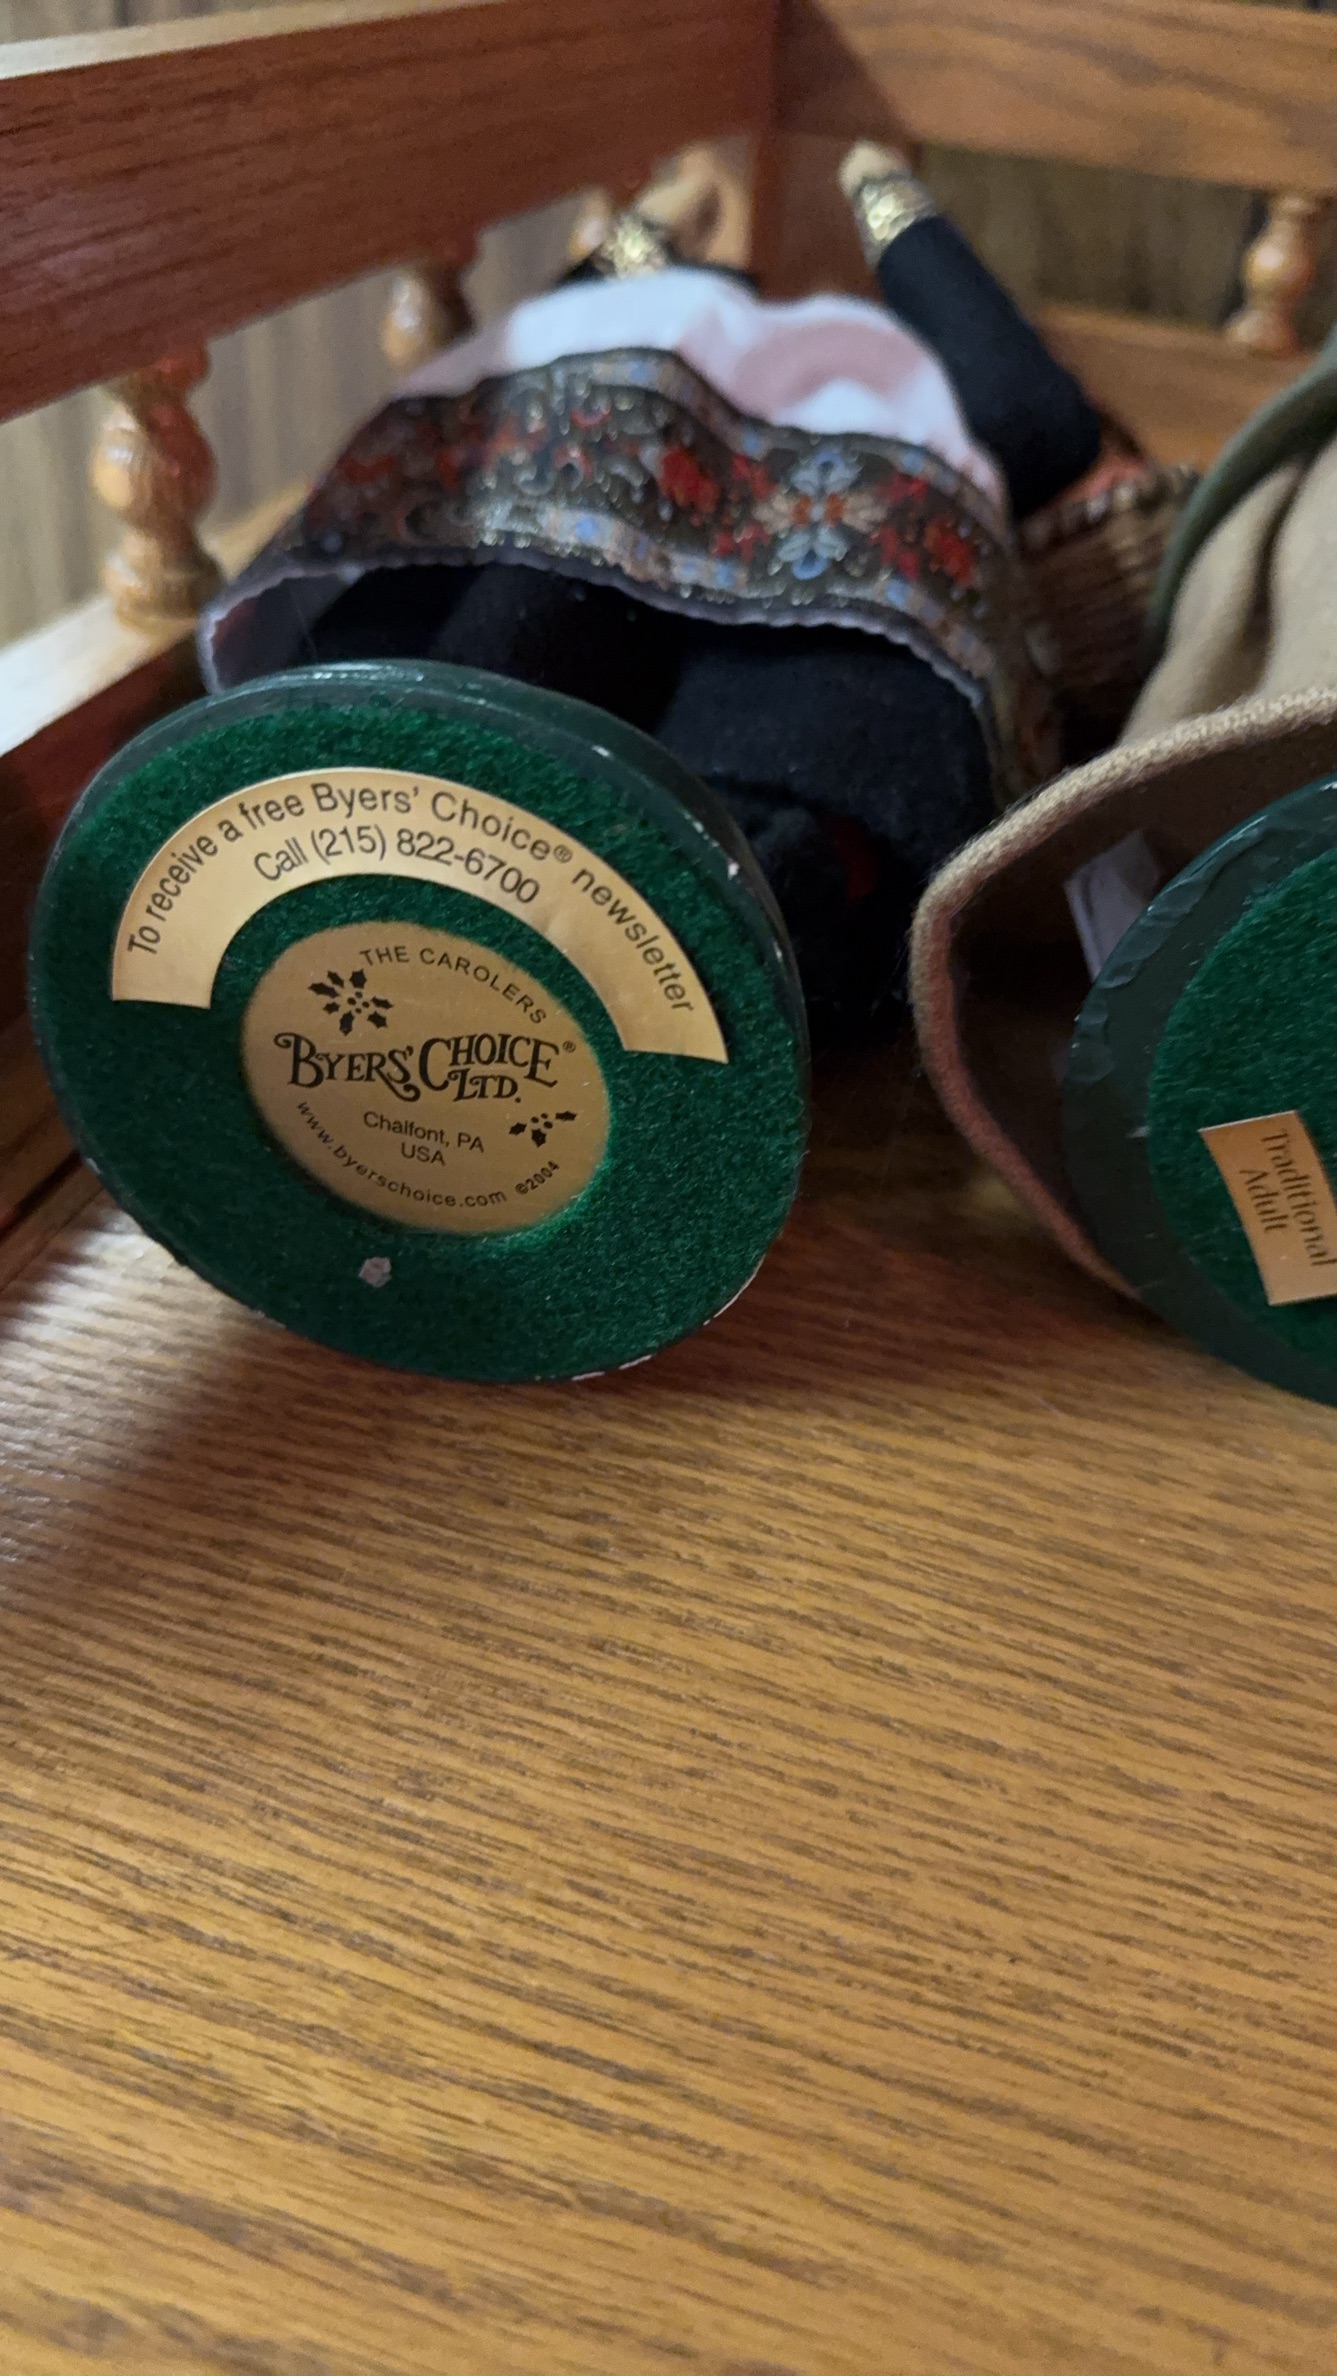 To receive a free Byers' Choice® newsletter
Call (215) 822-6700
THE CAROLERS
BYERS' CHOICE®
LTD.
Chalfont, PA
USA
www.byerschoice.com ©2004
Traditional
Adult